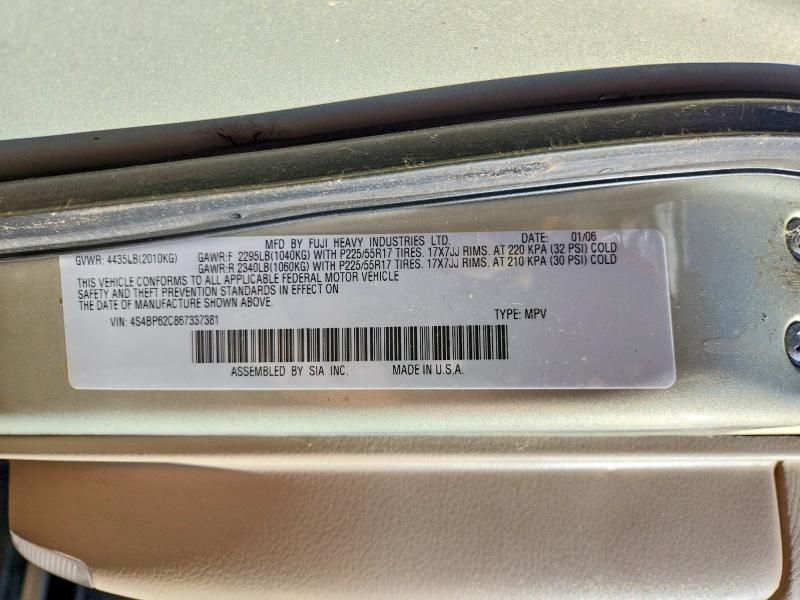 MFD BY FUJI HEAVY INDUSTRIES LTD. DATE: 01/06
GVWR: 4435LB(2010KG) GAWR:F 2295LB(1040KG) WITH P225/55R17 TIRES. 17X7JJ RIMS. AT 220 KPA (32 PSI) COLD
GAWR:R 2340LB(1060KG) WITH P225/55R17 TIRES. 17X7JJ RIMS. AT 210 KPA (30 PSI) COLD
THIS VEHICLE CONFORMS TO ALL APPLICABLE FEDERAL MOTOR VEHICLE
SAFETY AND THEFT PREVENTION STANDARDS IN EFFECT ON
THE DATE OF MANUFACTURE SHOWN ABOVE.
VIN: 4S4BP62C867337381 TYPE: MPV
ASSEMBLED BY SIA INC. MADE IN U.S.A.